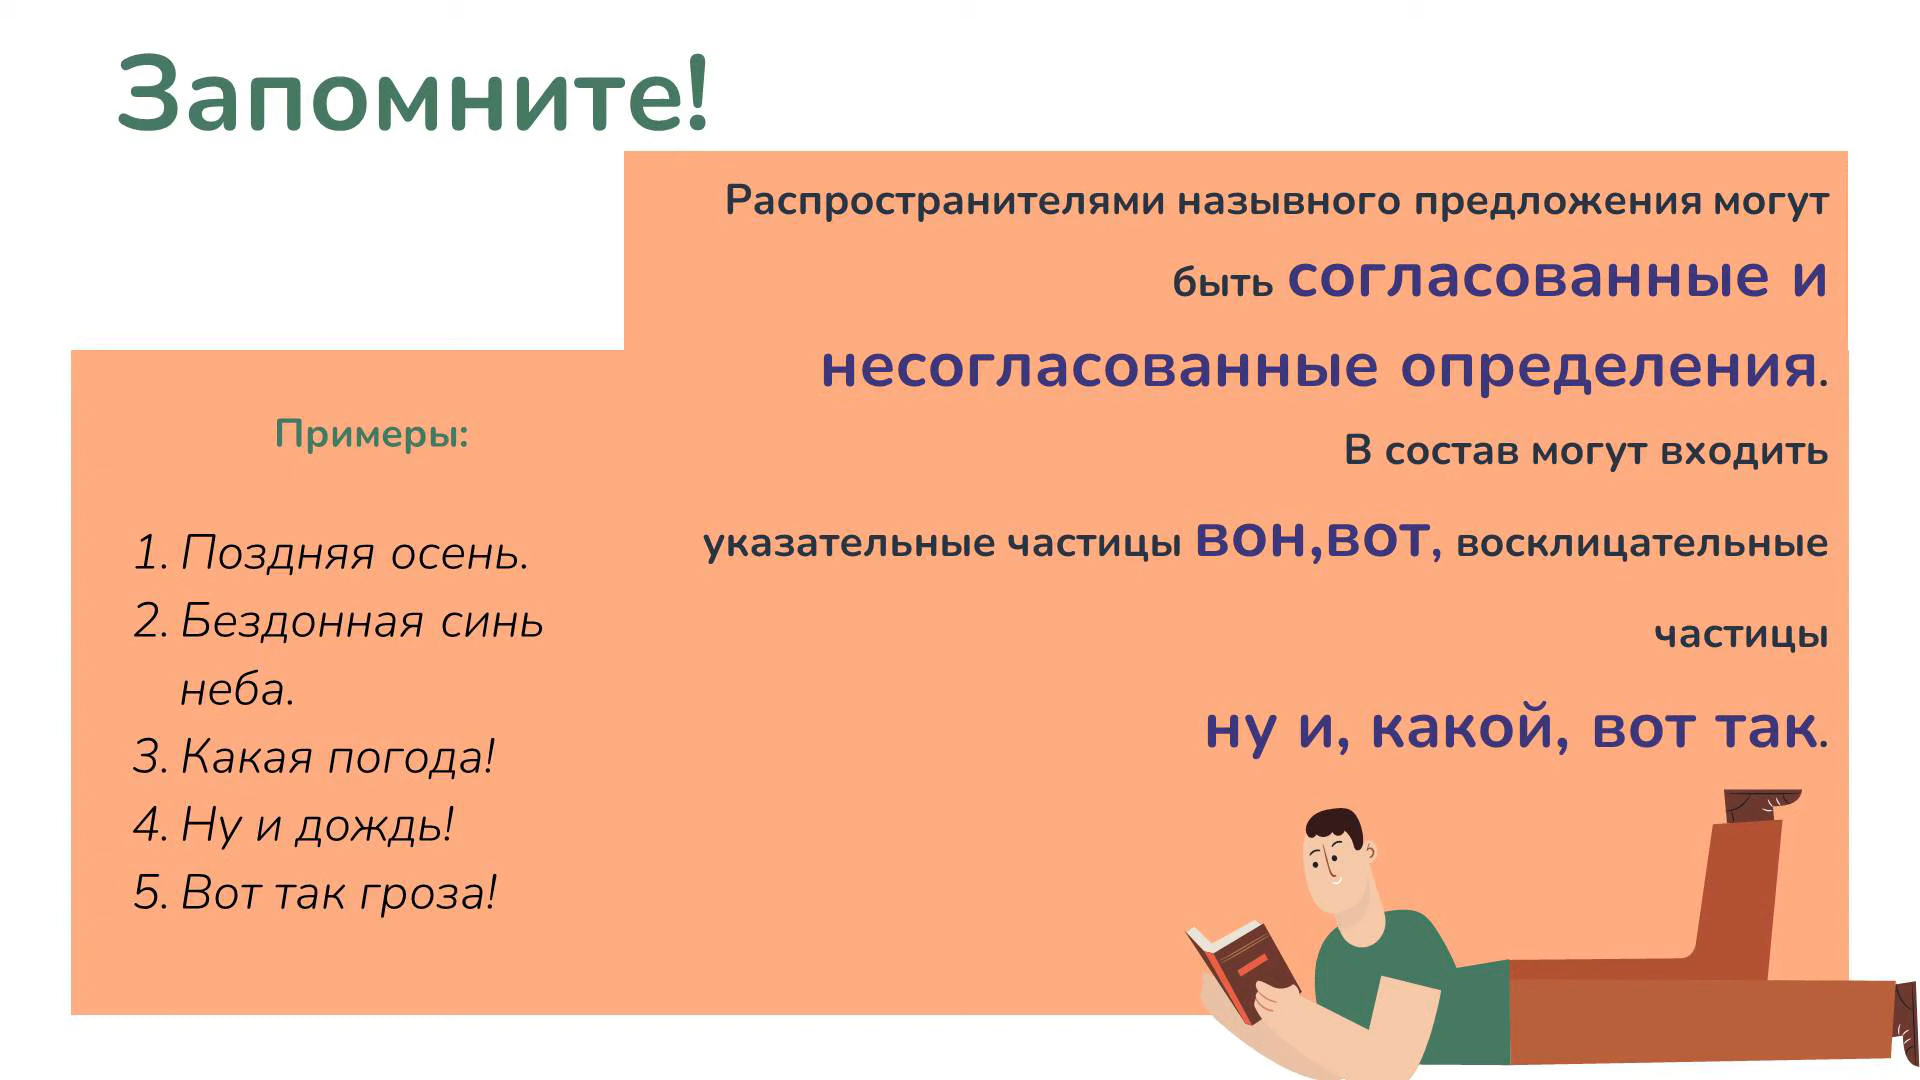 Запомните!
Распространителями назывного предложения могут
быть согласованные и
несогласованные определения.
В состав могут входить
указательные частицы вон,вот, восклицательные
частицы
ну и, какой, вот так.
Примеры:
1. Поздняя осень.
2. Бездонная синь
неба.
3. Какая погода!
4. Ну и дождь!
5. Вот так гроза!